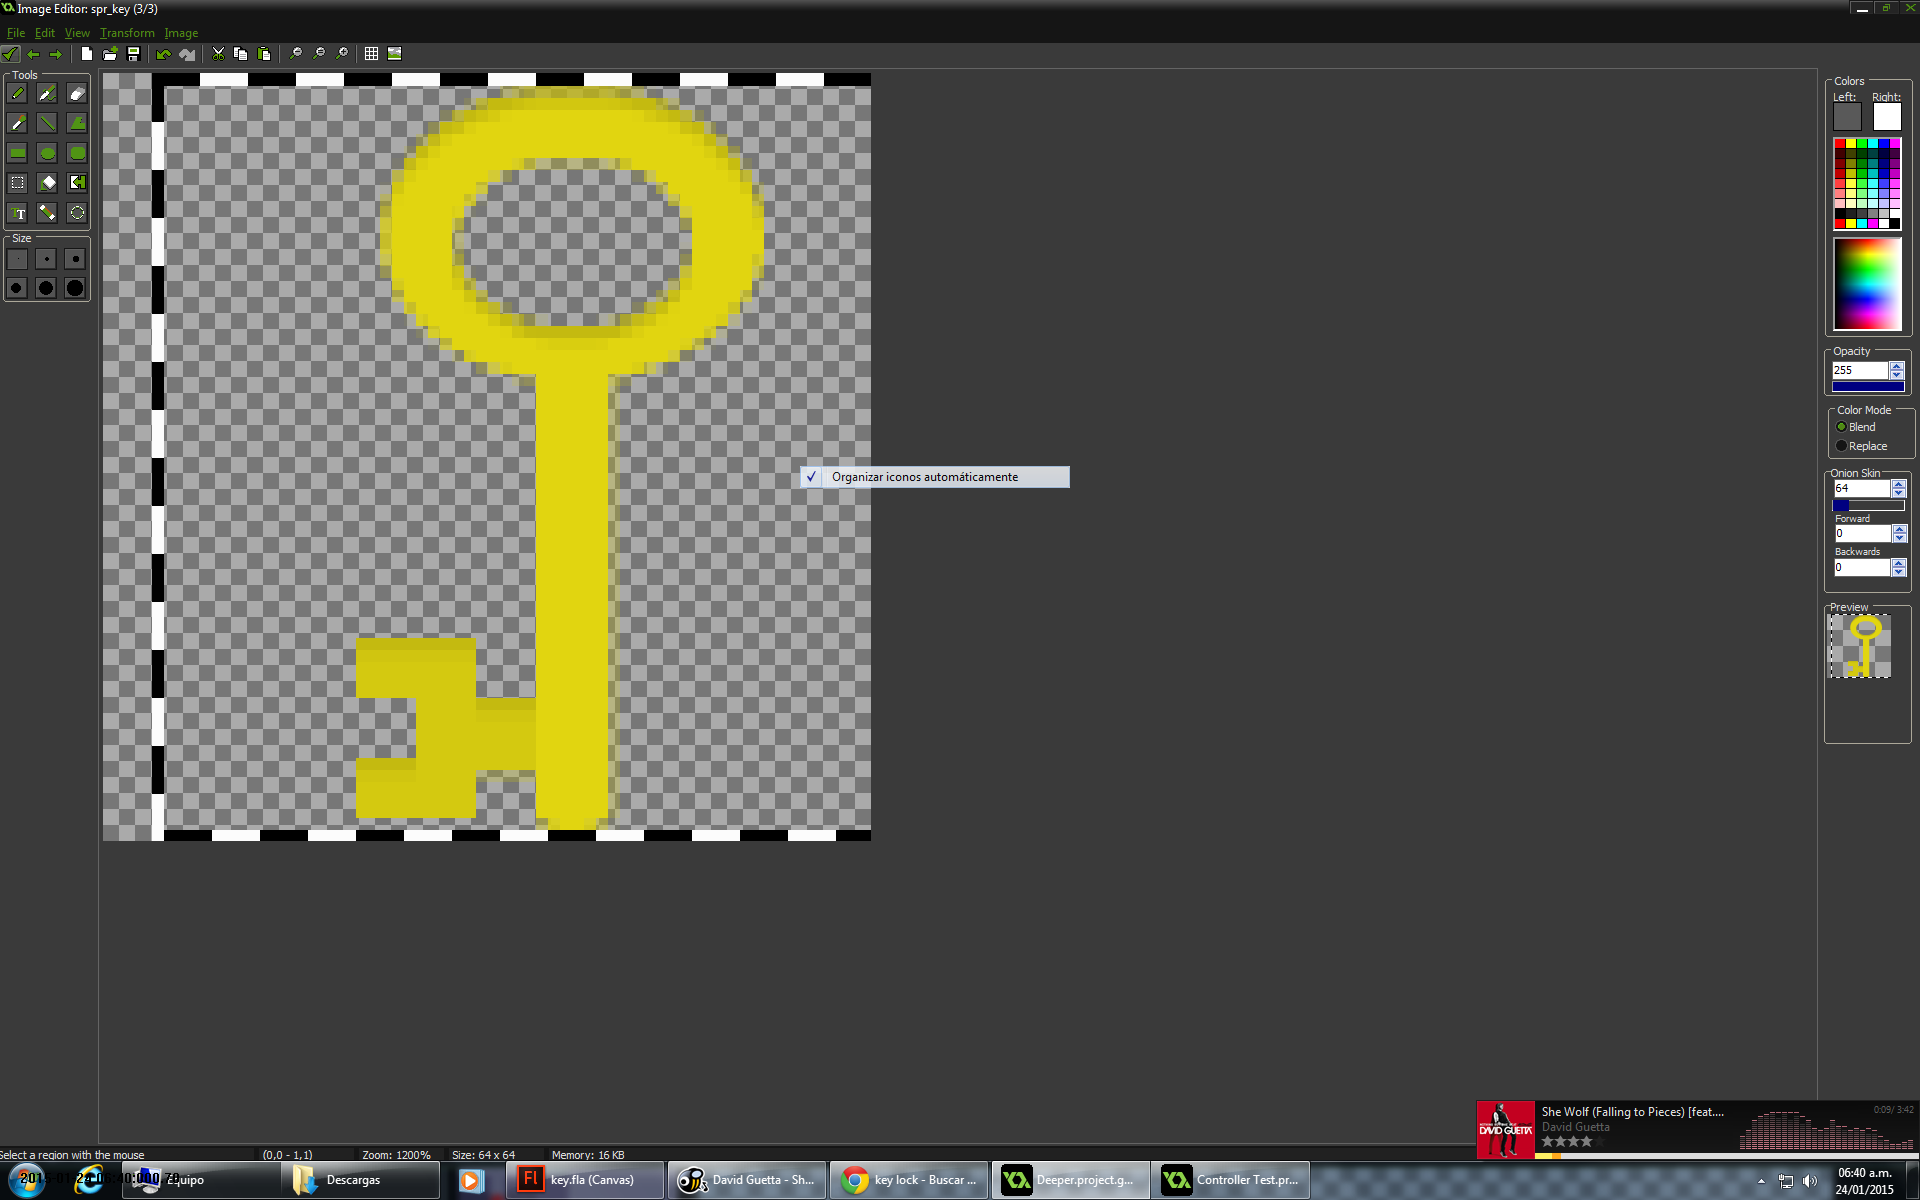 Image Editor: spr_key (3/3)
File Edit View Transform Image
Tools
Size
Colors
Left: Right:
Opacity
255
Color Mode
Blend
Replace
Onion Skin
64
Forward
0
Backwards
0
Preview
✓ Organizar iconos automáticamente
TT
She Wolf (Falling to Pieces) [feat....
0:09/ 3:42
David Guetta
DAVID GUETTA
Select a region with the mouse (0,0 - 1,1) Zoom: 1200% Size: 64 x 64 Memory: 16 KB
Equipo
Descargas
Fl key.fla (Canvas)
David Guetta - Sh...
key lock - Buscar ...
Deeper.project.g...
Controller Test.pr...
06:40 a.m.
24/01/2015